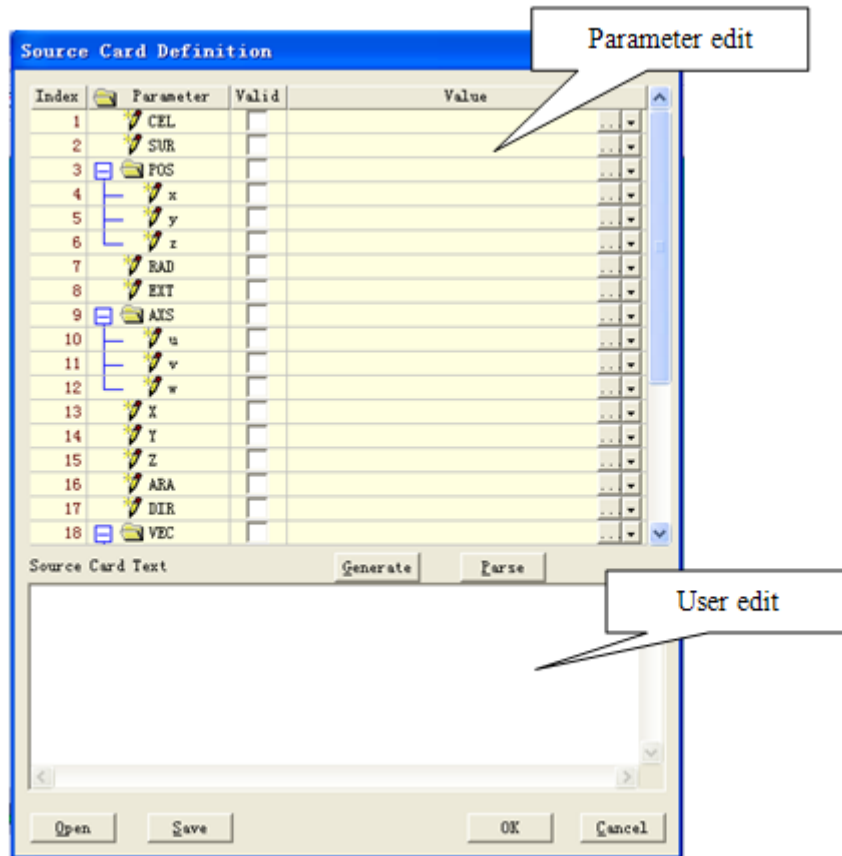 Parameter edit
Source Card Definition
Index Parameter Valid Value
1 CEL ...
2 SUR ...
3 POS ...
4 x ...
5 y ...
6 z ...
7 RAD ...
8 EXT ...
9 AXS ...
10 u ...
11 v ...
12 w ...
13 X ...
14 Y ...
15 Z ...
16 ARA ...
17 DIR ...
18 VEC ...
Source Card Text Generate Parse
User edit
Open Save OK Cancel